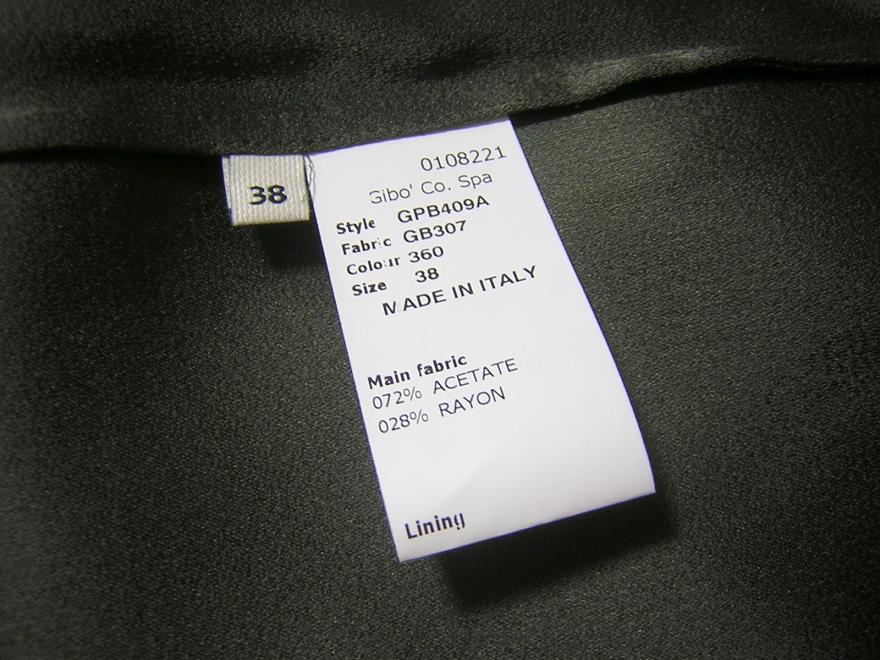 38
0108221
Gibo' Co. Spa
Style GPB409A
Fabric GB307
Colour 360
Size 38
MADE IN ITALY
Main fabric
072% ACETATE
028% RAYON
Lining